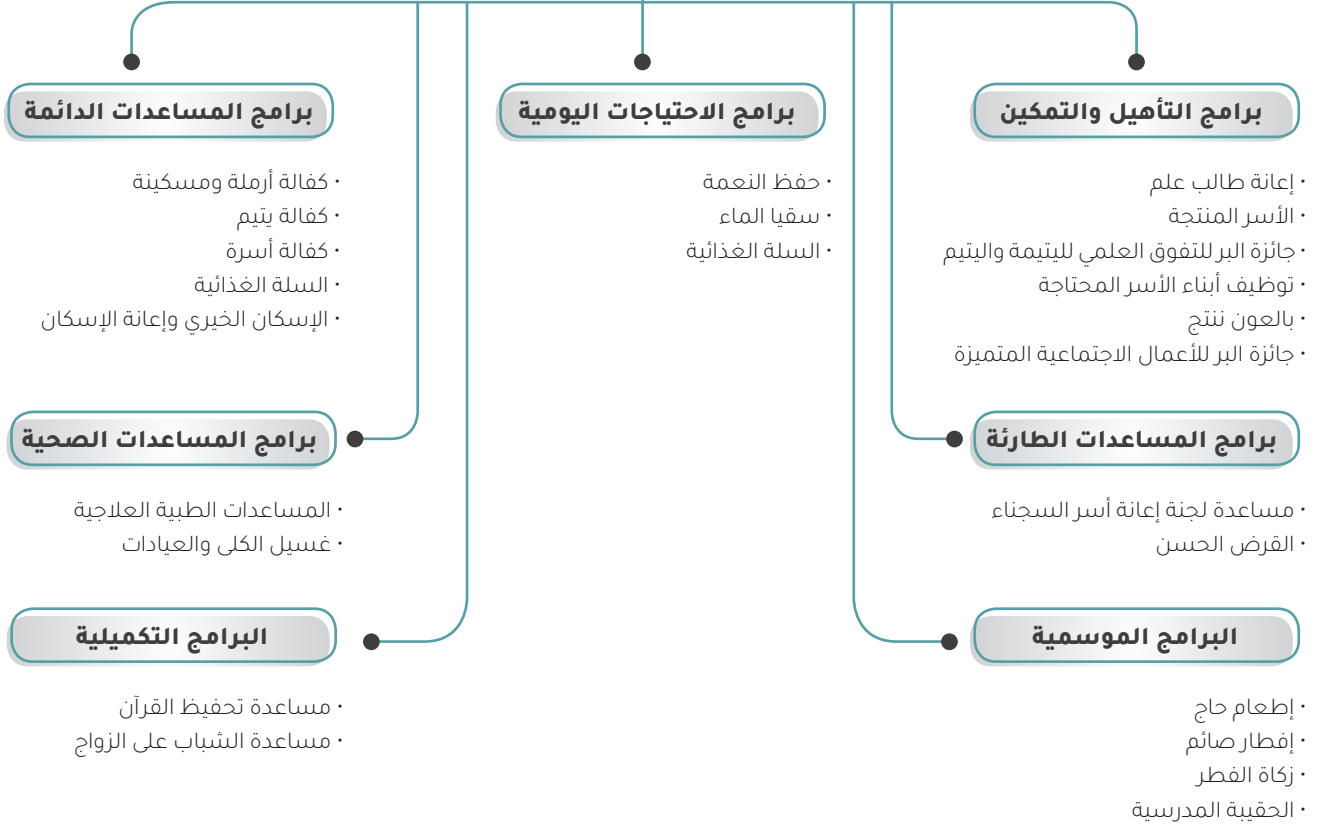 برامج التأهيل والتمكين
· إعانة طالب علم
· الأسر المنتجة
· جائزة البر للتفوق العلمي لليتيمة واليتيم
· توظيف أبناء الأسر المحتاجة
· بالعون ننتج
· جائزة البر للأعمال الاجتماعية المتميزة
برامج الاحتياجات اليومية
· حفظ النعمة
· سقيا الماء
· السلة الغذائية
برامج المساعدات الدائمة
· كفالة أرملة ومسكينة
· كفالة يتيم
· كفالة أسرة
· السلة الغذائية
· الإسكان الخيري وإعانة الإسكان
برامج المساعدات الطارئة
· مساعدة لجنة إعانة أسر السجناء
· القرض الحسن
برامج المساعدات الصحية
· المساعدات الطبية العلاجية
· غسيل الكلى والعيادات
البرامج الموسمية
· إطعام حاج
· إفطار صائم
· زكاة الفطر
· الحقيبة المدرسية
البرامج التكميلية
· مساعدة تحفيظ القرآن
· مساعدة الشباب على الزواج